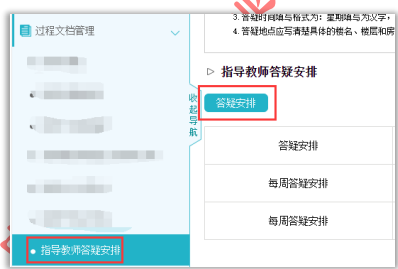 过程文档管理
指导教师答疑安排
收起导航
3. 答疑时间填写格式为：星期填写为汉字，
4. 答疑地点应写清楚具体的楼名、楼层和房
▷ 指导教师答疑安排
答疑安排
答疑安排
每周答疑安排
每周答疑安排